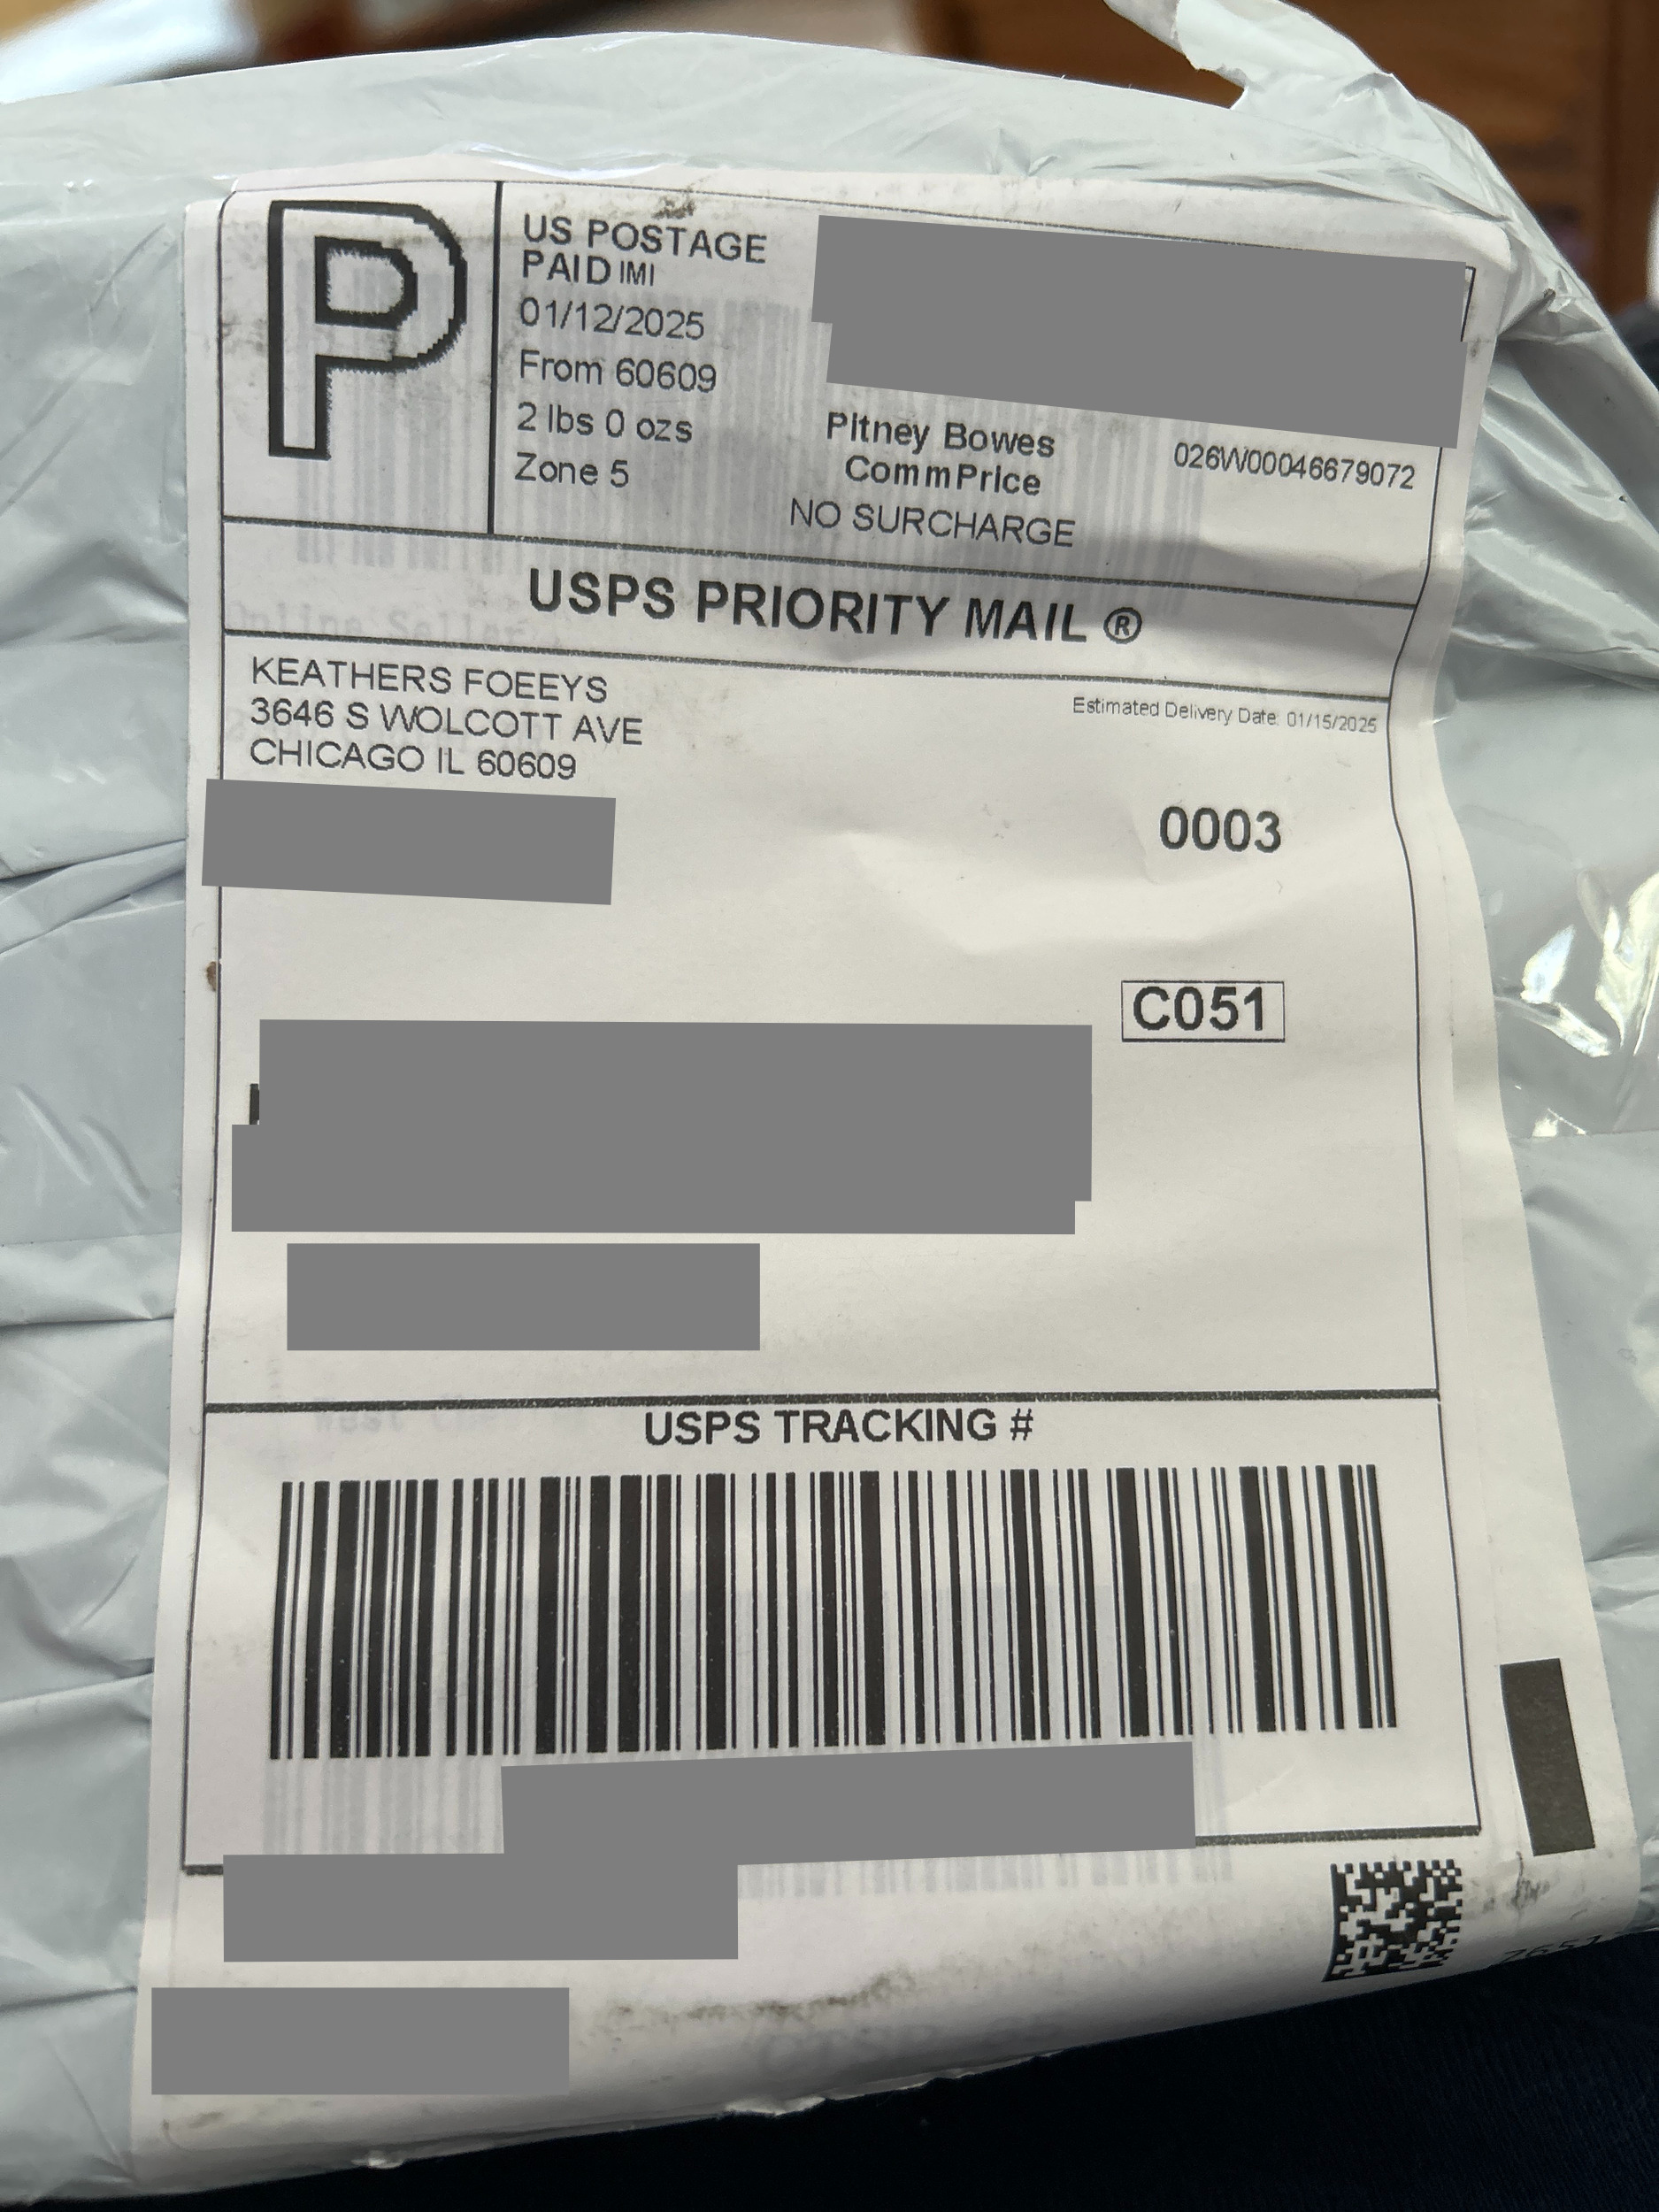 P
US POSTAGE
PAID IMI
01/12/2025
From 60609
2 lbs 0 ozs
Zone 5
Pitney Bowes
CommPrice
NO SURCHARGE
026W00046679072
USPS PRIORITY MAIL ®
KEATHERS FOEEYS
3646 S WOLCOTT AVE
CHICAGO IL 60609
Estimated Delivery Date: 01/15/2025
0003
C051
USPS TRACKING #